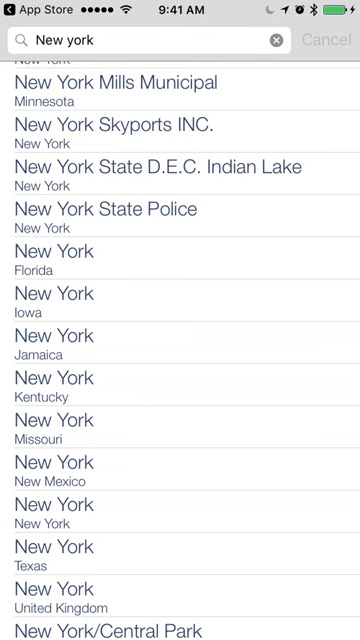 App Store 9:41 AM
New york Cancel
New York
New York Mills Municipal
Minnesota
New York Skyports INC.
New York
New York State D.E.C. Indian Lake
New York
New York State Police
New York
New York
Florida
New York
Iowa
New York
Jamaica
New York
Kentucky
New York
Missouri
New York
New Mexico
New York
New York
New York
Texas
New York
United Kingdom
New York/Central Park